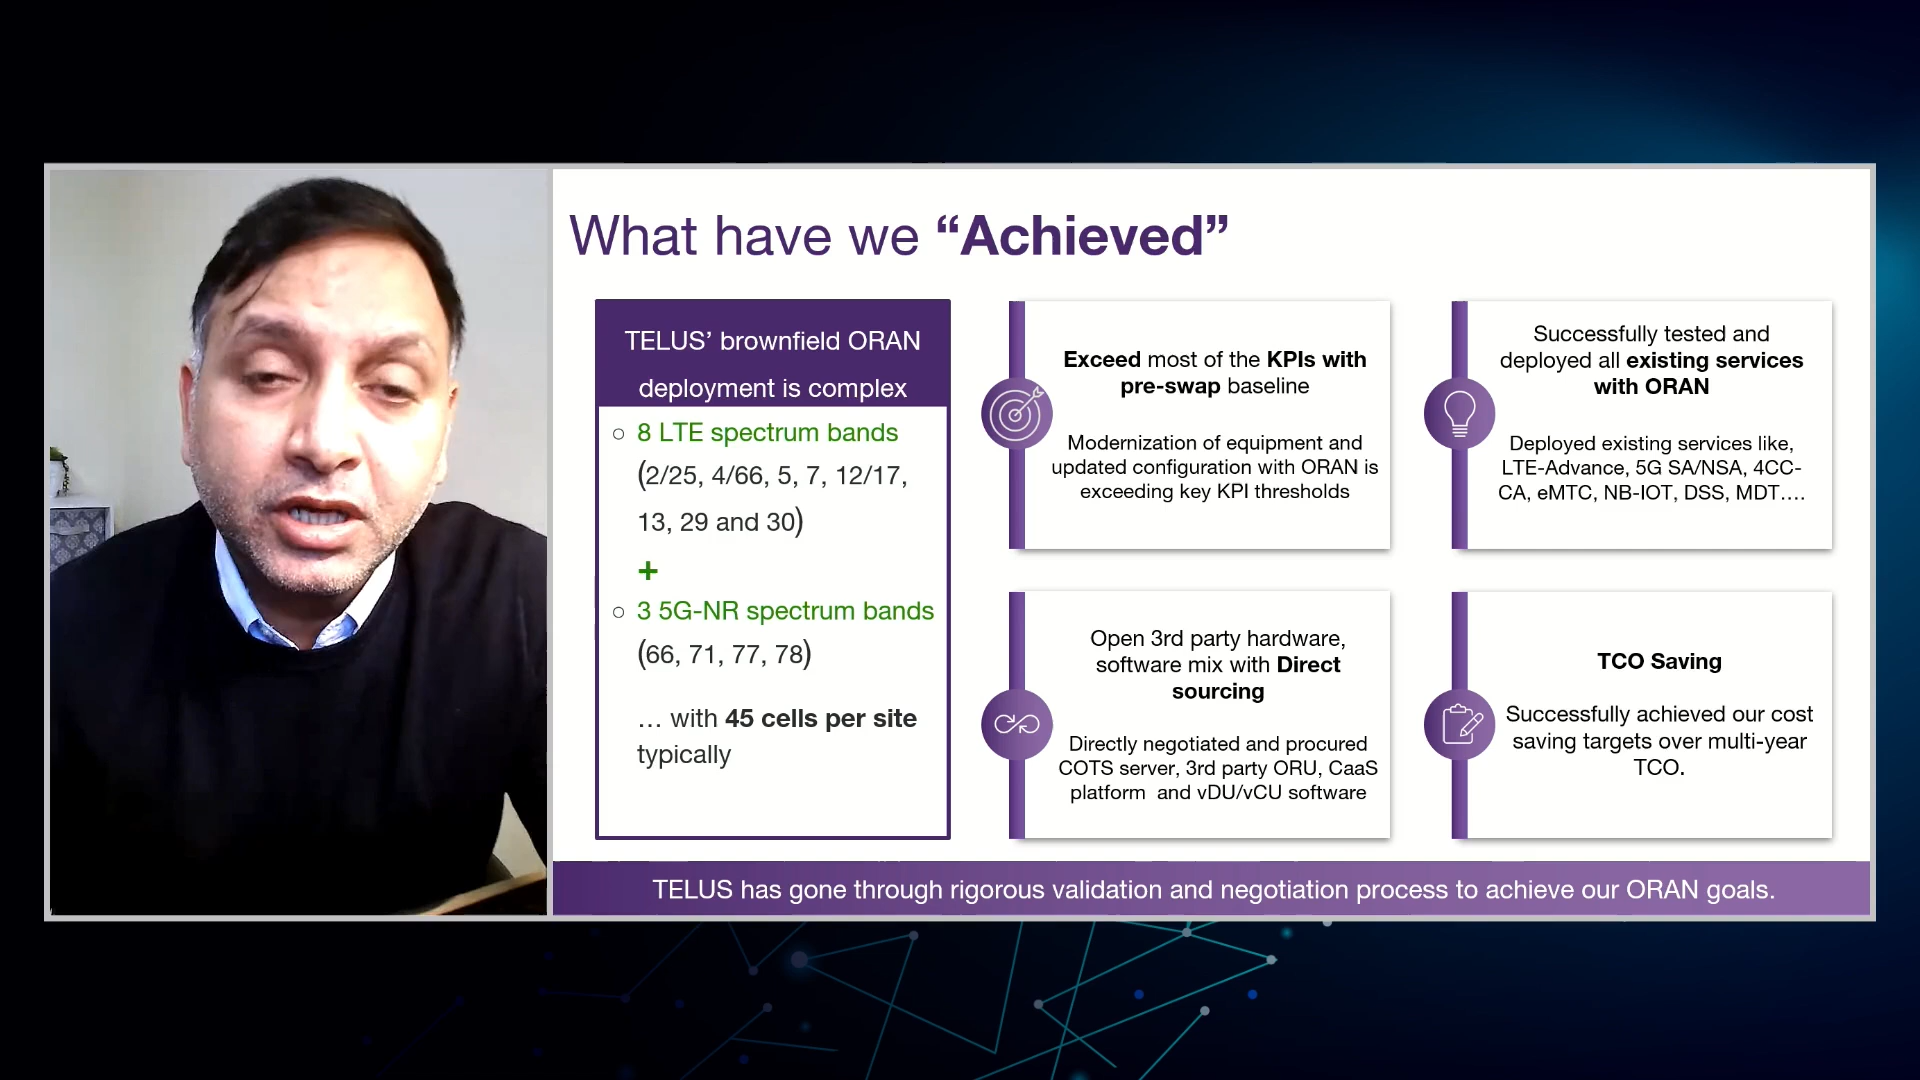 What have we “Achieved”
TELUS’ brownfield ORAN
deployment is complex
○ 8 LTE spectrum bands
(2/25, 4/66, 5, 7, 12/17,
13, 29 and 30)
+
○ 3 5G-NR spectrum bands
(66, 71, 77, 78)
… with 45 cells per site
typically
Exceed most of the KPIs with
pre-swap baseline
Modernization of equipment and
updated configuration with ORAN is
exceeding key KPI thresholds
Successfully tested and
deployed all existing services
with ORAN
Deployed existing services like,
LTE-Advance, 5G SA/NSA, 4CC-
CA, eMTC, NB-IOT, DSS, MDT....
Open 3rd party hardware,
software mix with Direct
sourcing
Directly negotiated and procured
COTS server, 3rd party ORU, CaaS
platform  and vDU/vCU software
TCO Saving
Successfully achieved our cost
saving targets over multi-year
TCO.
TELUS has gone through rigorous validation and negotiation process to achieve our ORAN goals.